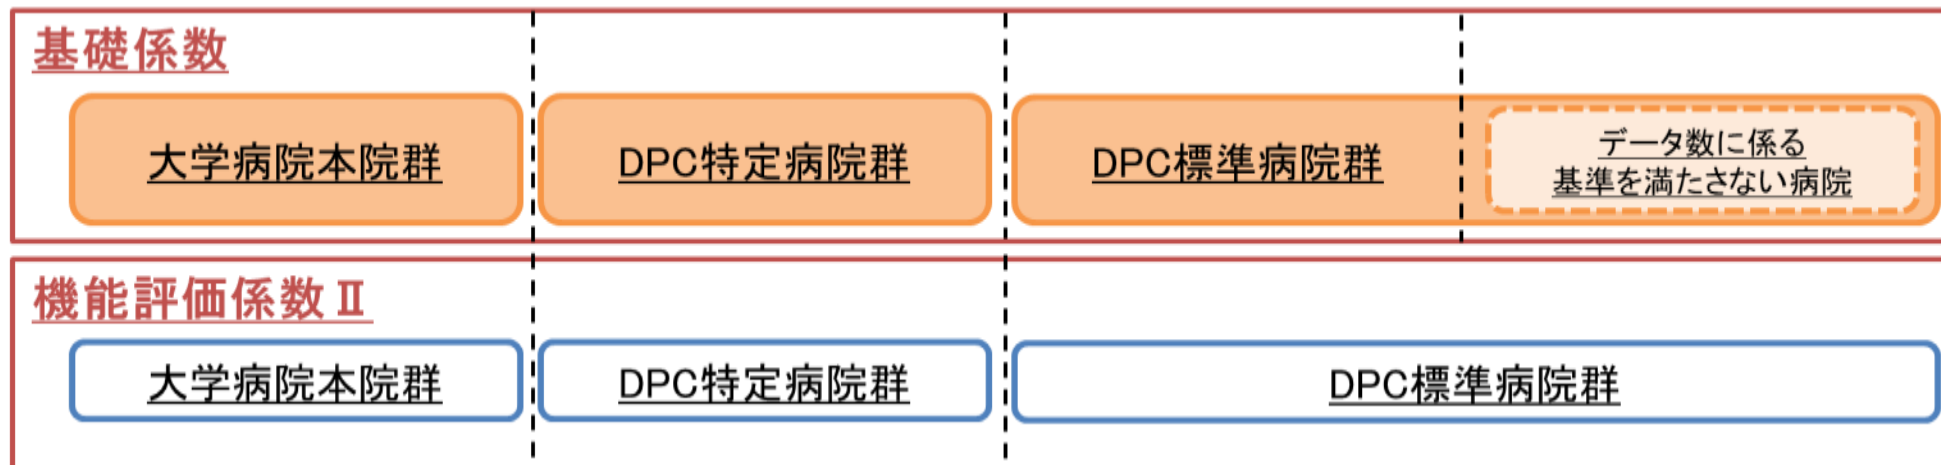 基礎係数
大学病院本院群
DPC特定病院群
DPC標準病院群
データ数に係る
基準を満たさない病院
機能評価係数Ⅱ
大学病院本院群
DPC特定病院群
DPC標準病院群